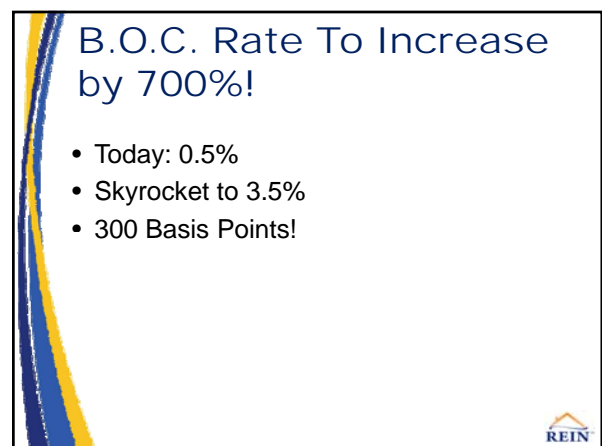 B.O.C. Rate To Increase
by 700%!
• Today: 0.5%
• Skyrocket to 3.5%
• 300 Basis Points!
REIN